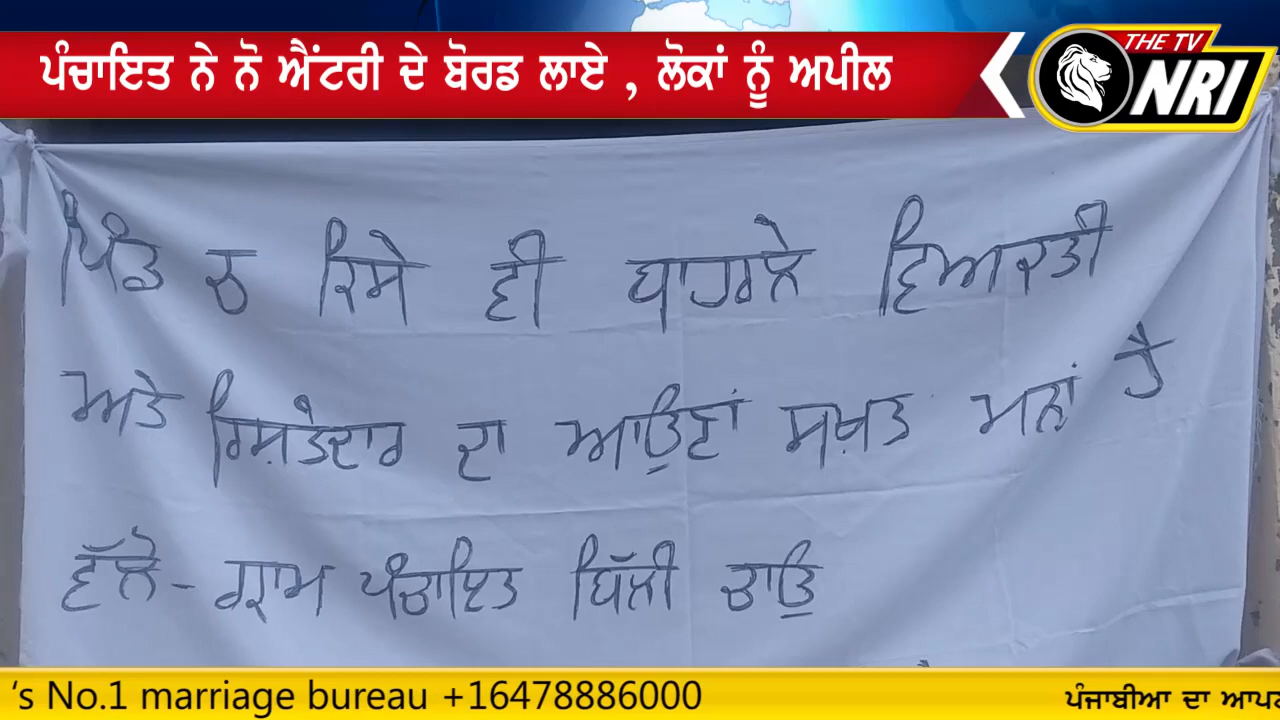 ਪੰਚਾਇਤ ਨੇ ਨੋ ਐਂਟਰੀ ਦੇ ਬੋਰਡ ਲਾਏ , ਲੋਕਾਂ ਨੂੰ ਅਪੀਲ
THE TV
NRI
ਪਿੰਡ ਚ ਕਿਸੇ ਵੀ ਬਾਹਰਲੇ ਵਿਅਕਤੀ
ਅਤੇ ਰਿਸ਼ਤੇਦਾਰ ਦਾ ਆਉਣਾਂ ਸਖ਼ਤ ਮਨਾਂ ਹੈ
ਵੱਲੋ - ਗ੍ਰਾਮ ਪੰਚਾਇਤ ਬਿੱਲੀ ਚਾਉ
‘s No.1 marriage bureau +16478886000
ਪੰਜਾਬੀਆ ਦਾ ਆਪਣ